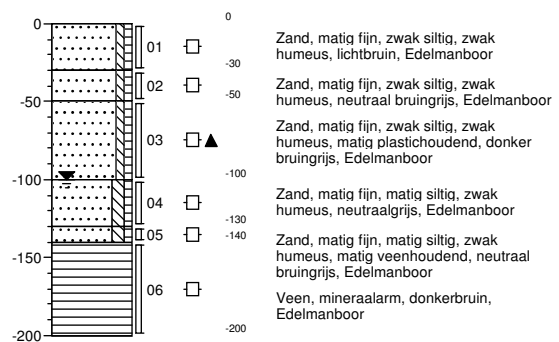 0
0
01
Zand, matig fijn, zwak siltig, zwak
humeus, lichtbruin, Edelmanboor
-30
02
Zand, matig fijn, zwak siltig, zwak
humeus, neutraal bruingrijs, Edelmanboor
-50
-50
03
Zand, matig fijn, zwak siltig, zwak
humeus, matig plastichoudend, donker
bruingrijs, Edelmanboor
-100
-100
04
Zand, matig fijn, matig siltig, zwak
humeus, neutraalgrijs, Edelmanboor
-130
05
-140
Zand, matig fijn, matig siltig, zwak
humeus, matig veenhoudend, neutraal
bruingrijs, Edelmanboor
-150
06
Veen, mineraalarm, donkerbruin,
Edelmanboor
-200
-200